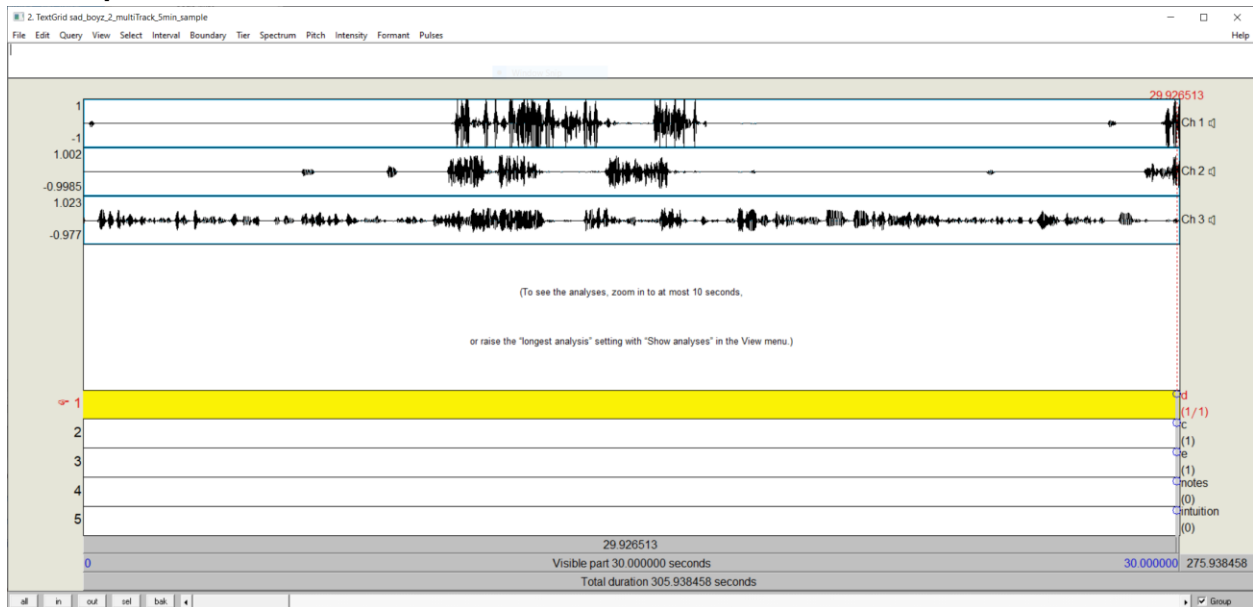 2. TextGrid sad_boyz_2_multiTrack_5min_sample
File Edit Query View Select Interval Boundary Tier Spectrum Pitch Intensity Formant Pulses Help
29.926513
1
Ch 1
-1
1.002
Ch 2
-0.9985
1.023
Ch 3
-0.977
(To see the analyses, zoom in to at most 10 seconds,
or raise the "longest analysis" setting with "Show analyses" in the View menu.)
1 d
(1/1)
2 c
(1)
3 e
(1)
4 notes
(0)
5 intuition
(0)
29.926513
0 Visible part 30.000000 seconds 30.000000 275.938458
Total duration 305.938458 seconds
all in out sel bak Group